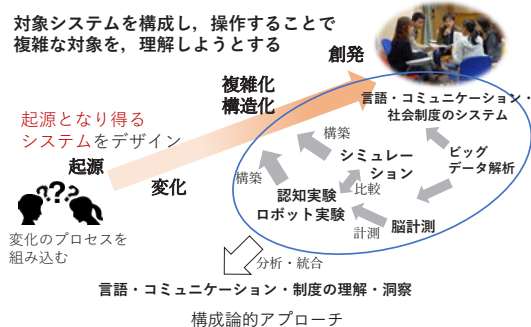 対象システムを構成し，操作することで
複雑な対象を，理解しようとする
創発
複雑化
構造化
言語・コミュニケーション・
社会制度のシステム
起源となり得る
システムをデザイン
起源
変化
構築
シミュレー
ション
ビッグ
データ解析
構築
比較
認知実験
ロボット実験
計測
脳計測
???
変化のプロセスを
組み込む
分析・統合
言語・コミュニケーション・制度の理解・洞察
構成論的アプローチ